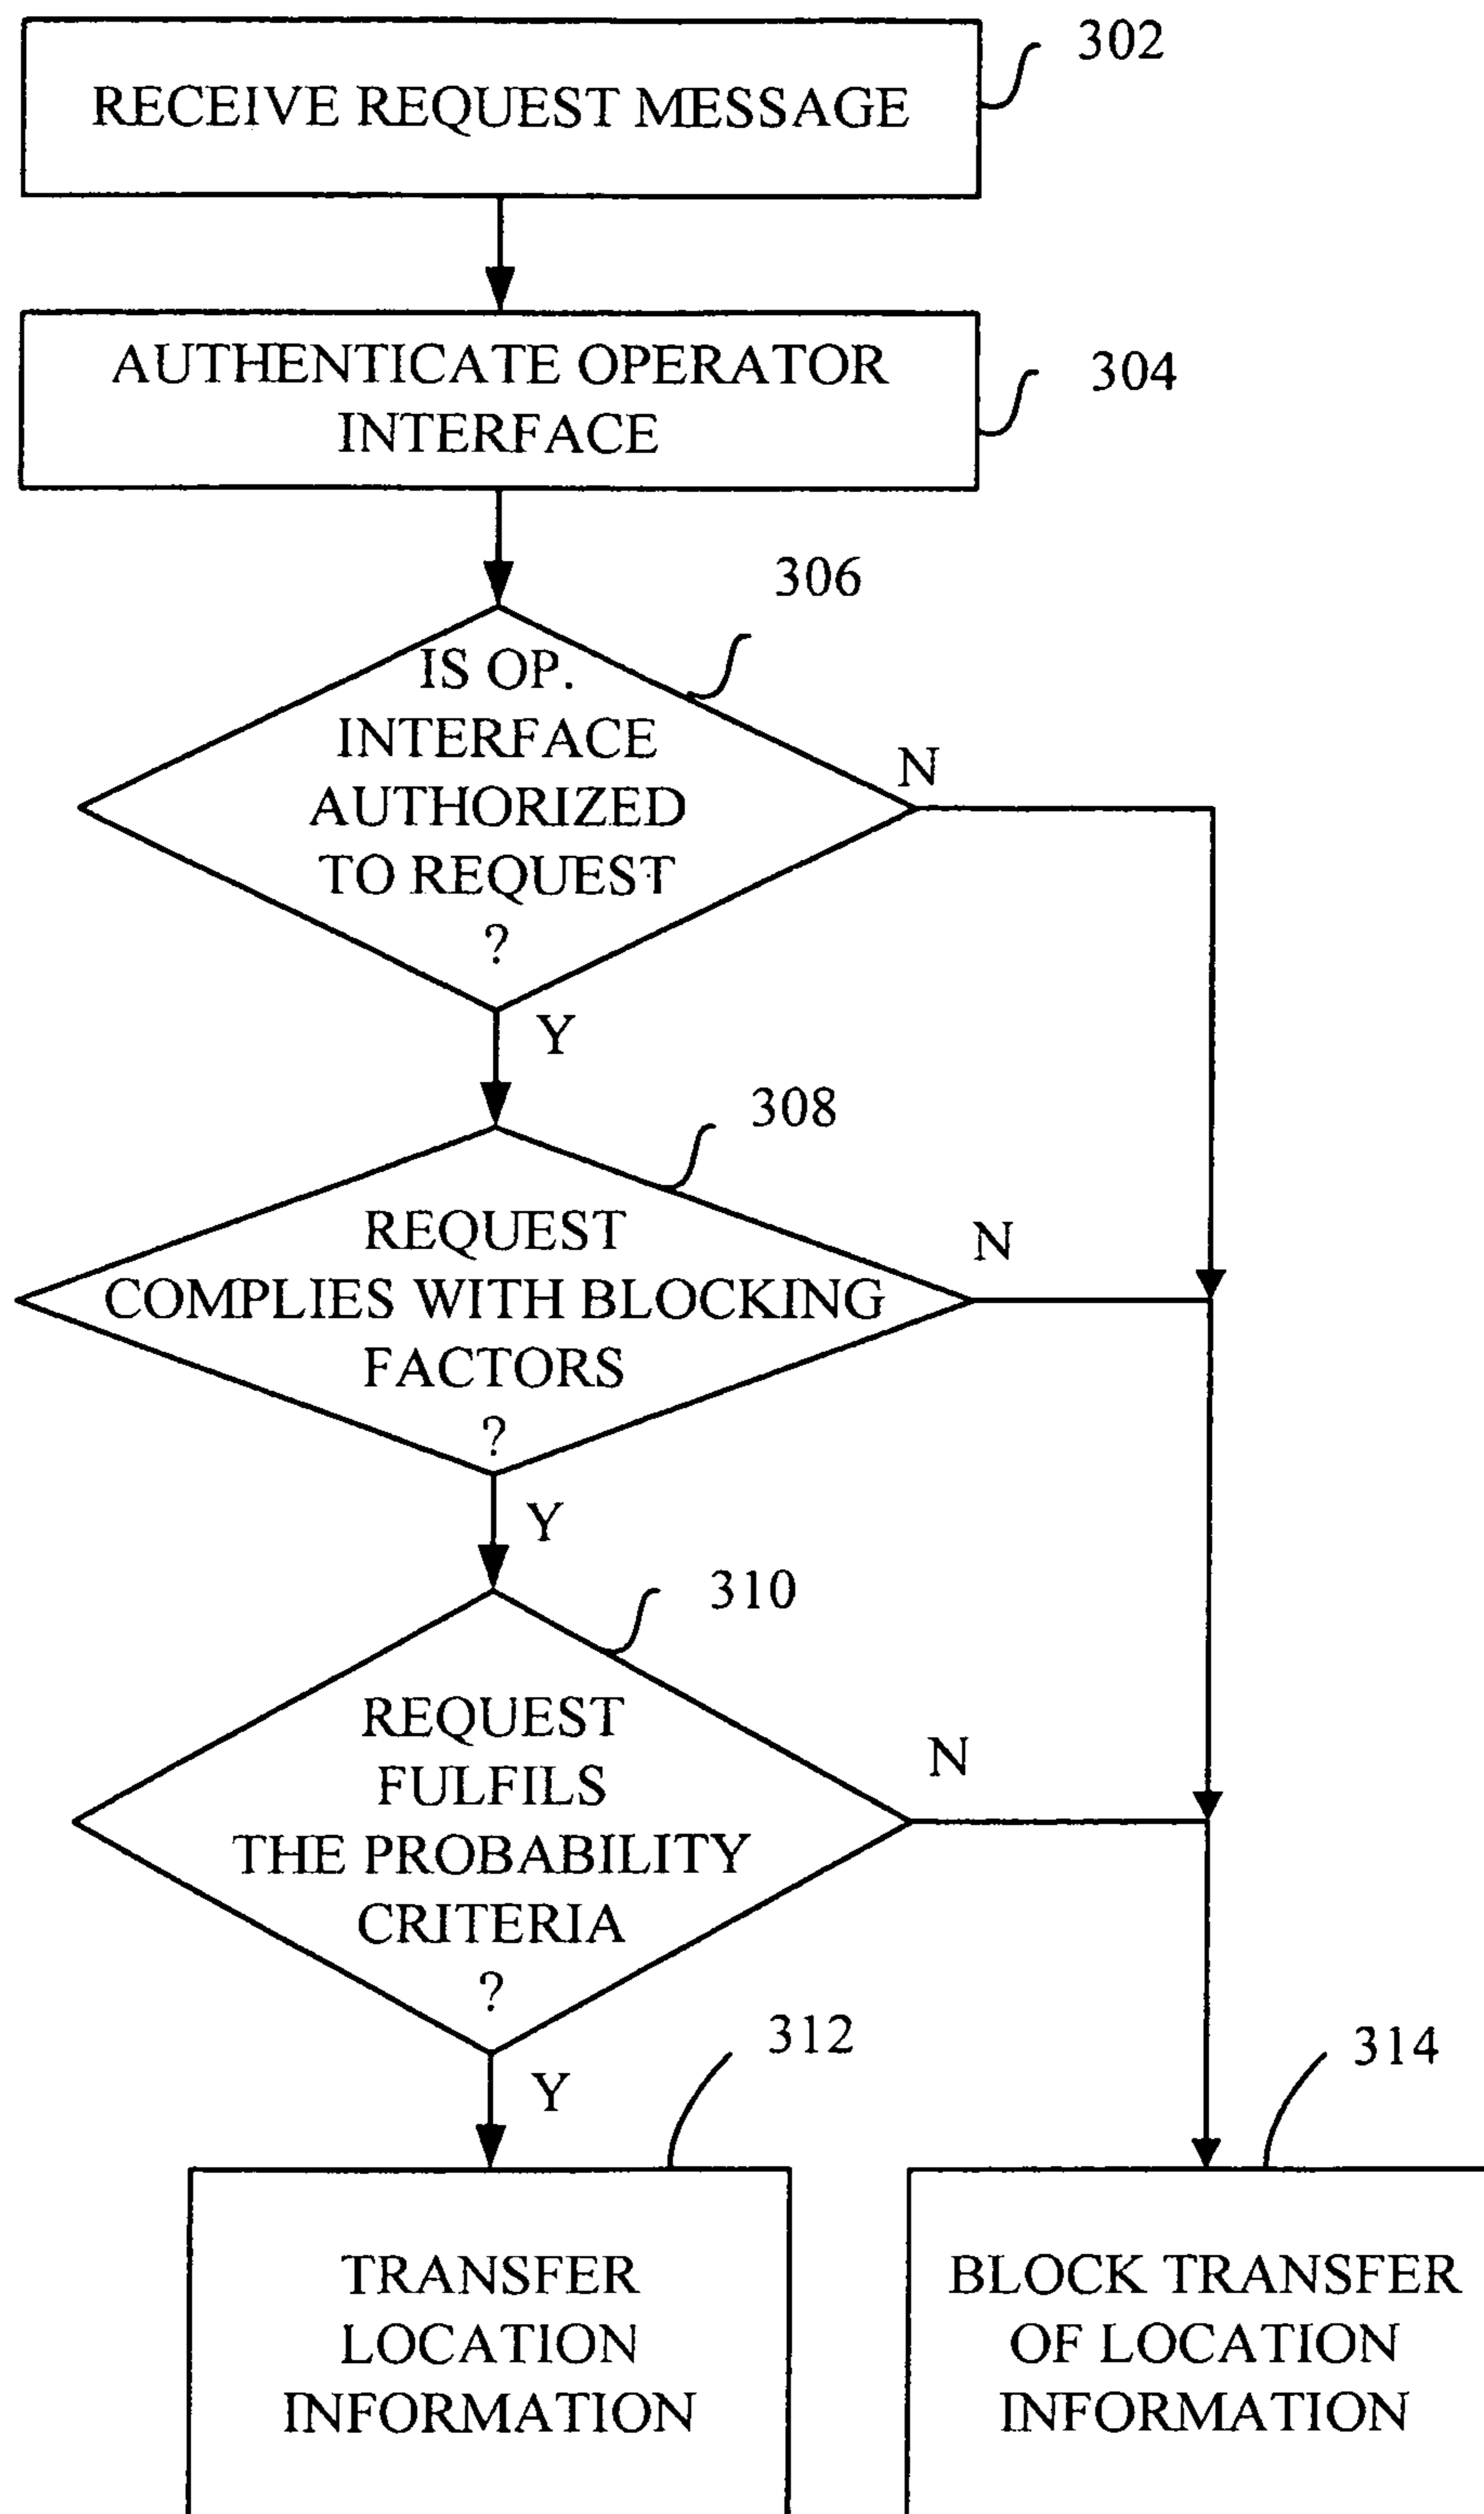 302
RECEIVE REQUEST MESSAGE
304
AUTHENTICATE OPERATOR
INTERFACE
306
IS OP.
INTERFACE
AUTHORIZED
TO REQUEST
?
N
Y
308
REQUEST
COMPLIES WITH BLOCKING
FACTORS
?
N
Y
310
REQUEST
FULFILS
THE PROBABILITY
CRITERIA
?
N
Y
312
TRANSFER
LOCATION
INFORMATION
314
BLOCK TRANSFER
OF LOCATION
INFORMATION